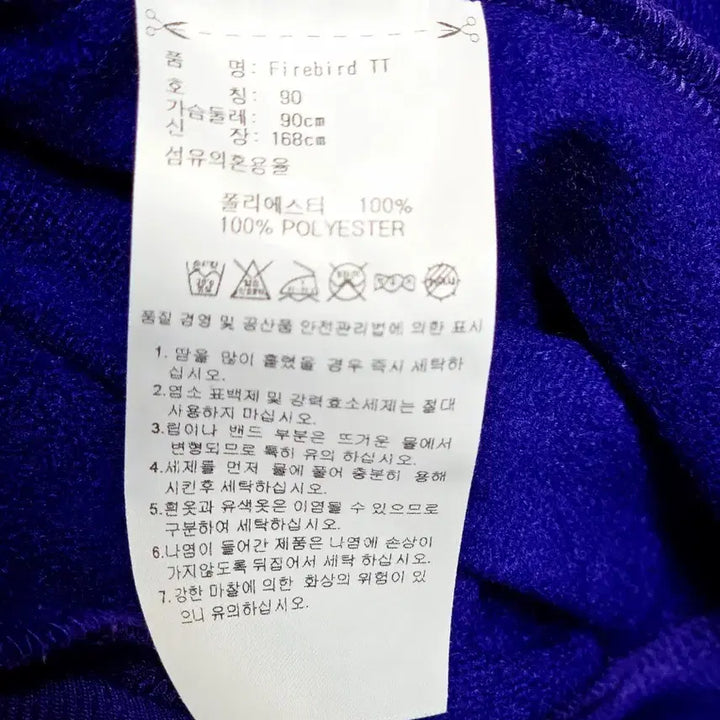 품 명: Firebird TT
호 칭: 90
가슴둘레: 90cm
신 장: 168cm
섬유의혼용율
폴리에스터 100%
100% POLYESTER
품질 경영 및 공산품 안전관리법에 의한 표시
1. 땀을 많이 흘렸을 경우 즉시 세탁하
십시오.
2.염소 표백제 및 강력효소세제는 절대
사용하지 마십시오.
3.립이나 밴드 부분은 뜨거운 물에서
변형되므로 특히 유의 하십시오.
4.세제를 먼저 물에 풀어 충분히 용해
시킨후 세탁하십시오.
5.흰옷과 유색옷은 이염될 수 있으므로
구분하여 세탁하십시오.
6.나염이 들어간 제품은 나염에 손상이
가지않도록 뒤집어서 세탁 하십시오.
7.강한 마찰에 의한 화상의 위험이 있
으니 유의하십시오.